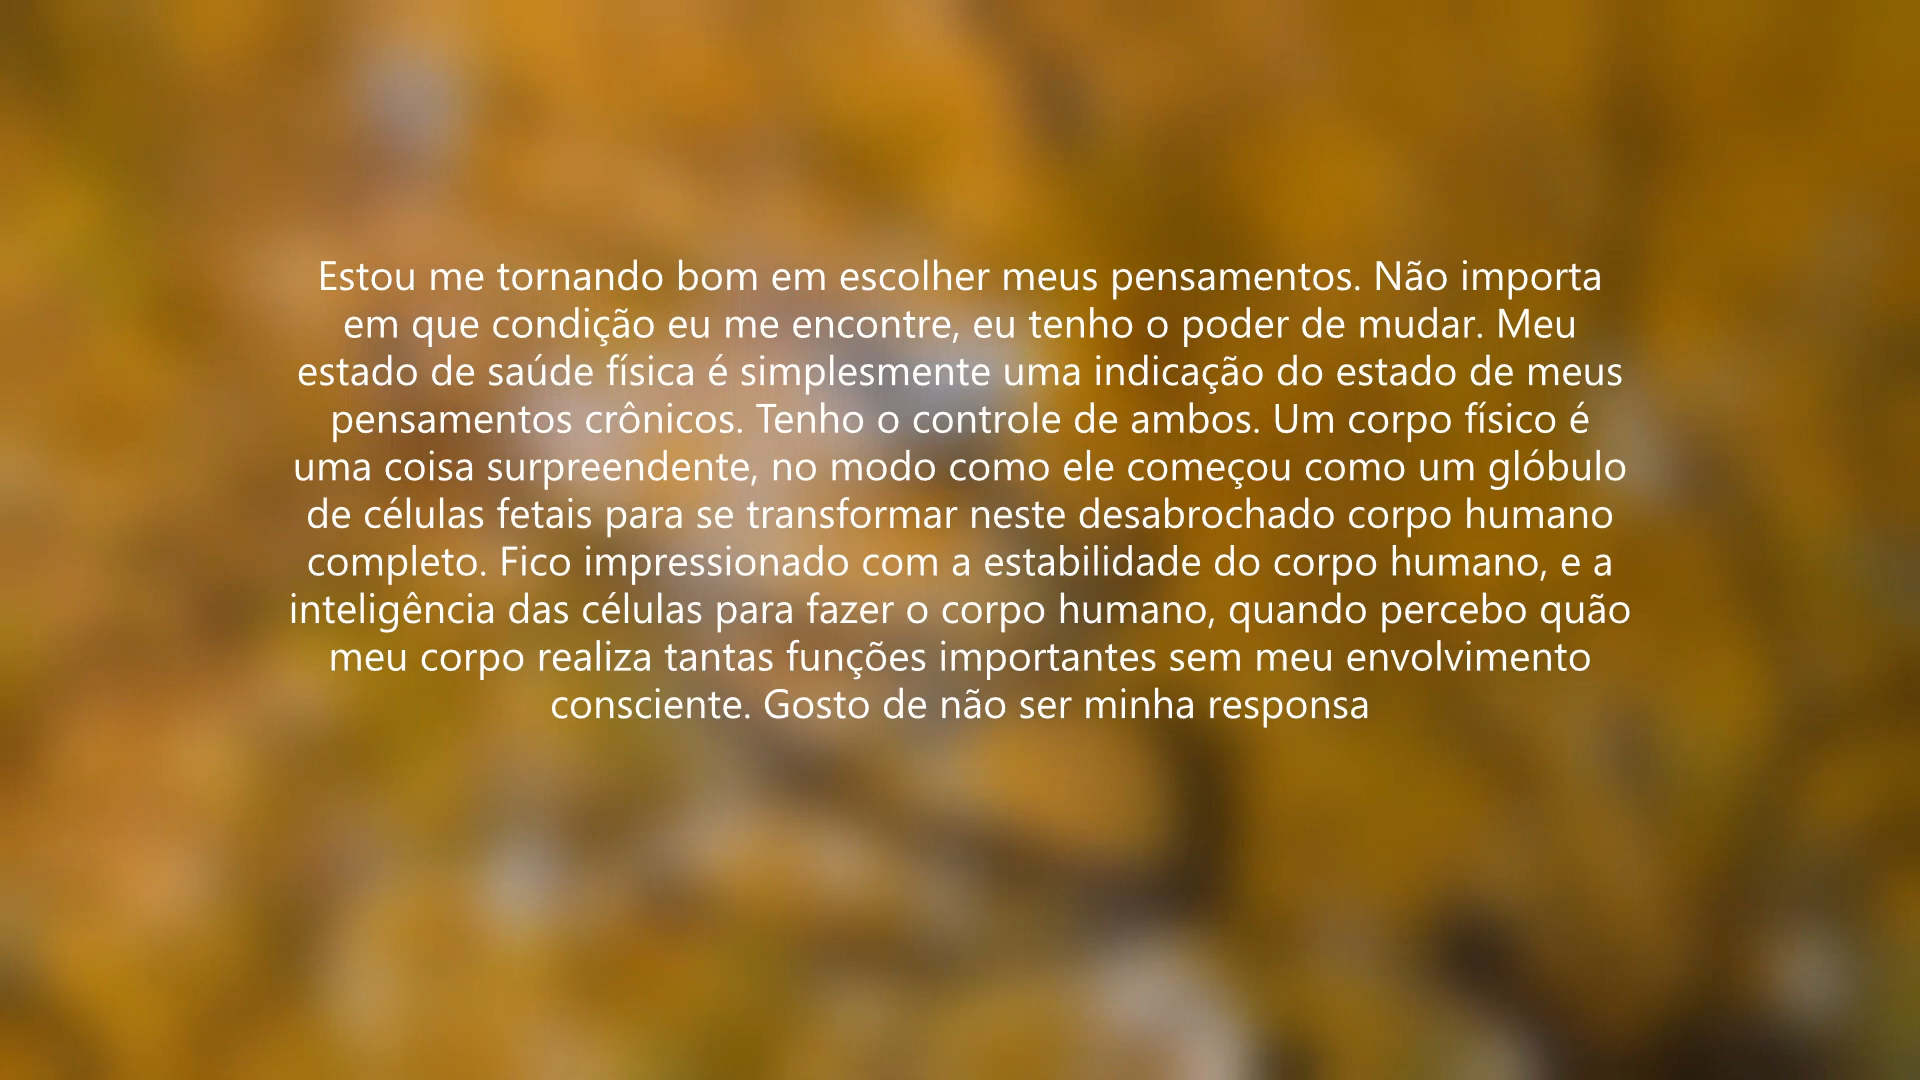 Estou me tornando bom em escolher meus pensamentos. Não importa
em que condição eu me encontre, eu tenho o poder de mudar. Meu
estado de saúde física é simplesmente uma indicação do estado de meus
pensamentos crônicos. Tenho o controle de ambos. Um corpo físico é
uma coisa surpreendente, no modo como ele começou como um glóbulo
de células fetais para se transformar neste desabrochado corpo humano
completo. Fico impressionado com a estabilidade do corpo humano, e a
inteligência das células para fazer o corpo humano, quando percebo quão
meu corpo realiza tantas funções importantes sem meu envolvimento
consciente. Gosto de não ser minha responsa